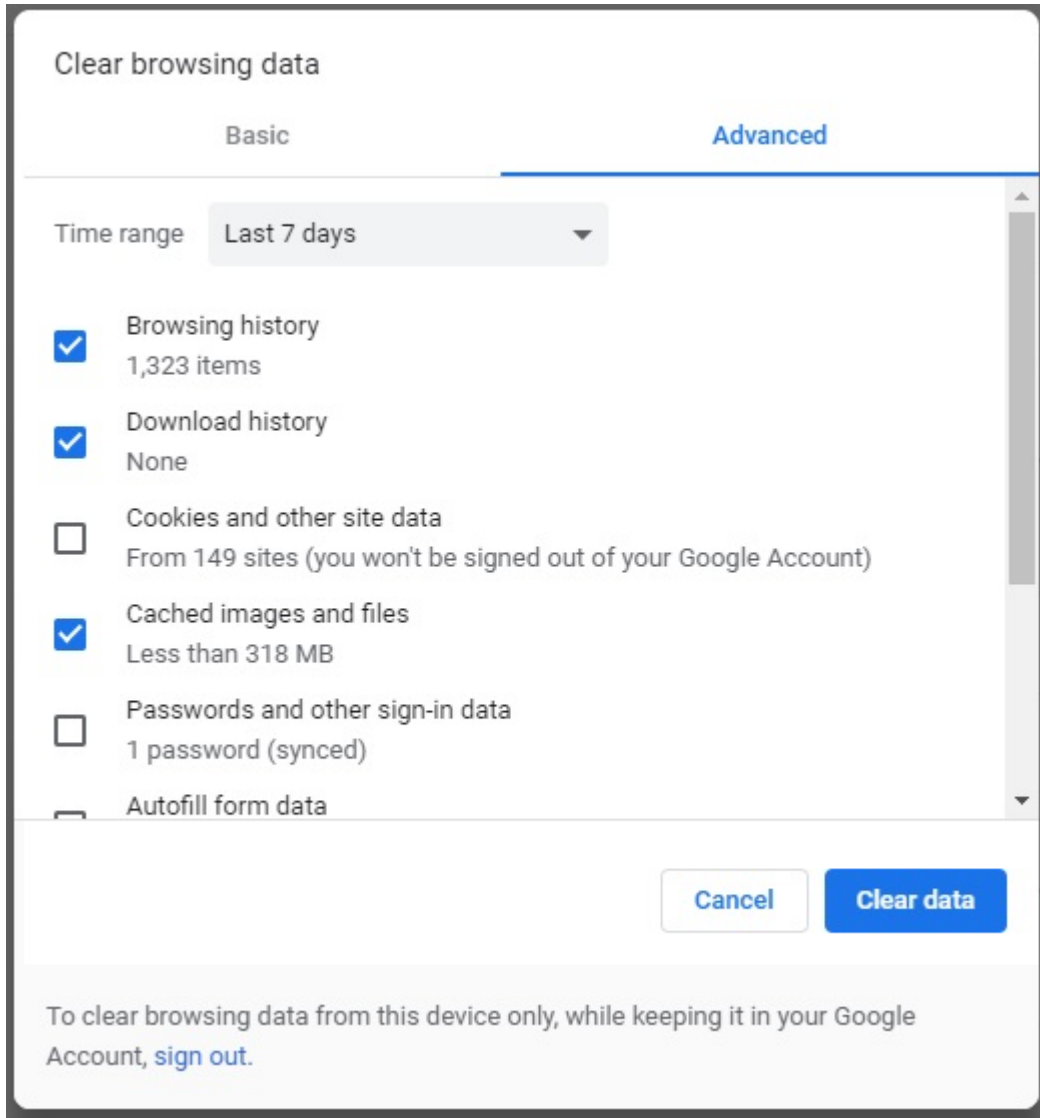 Clear browsing data
Basic
Advanced
Time range
Last 7 days
Browsing history
1,323 items
Download history
None
Cookies and other site data
From 149 sites (you won't be signed out of your Google Account)
Cached images and files
Less than 318 MB
Passwords and other sign-in data
1 password (synced)
Autofill form data
Cancel
Clear data
To clear browsing data from this device only, while keeping it in your Google
Account, sign out.